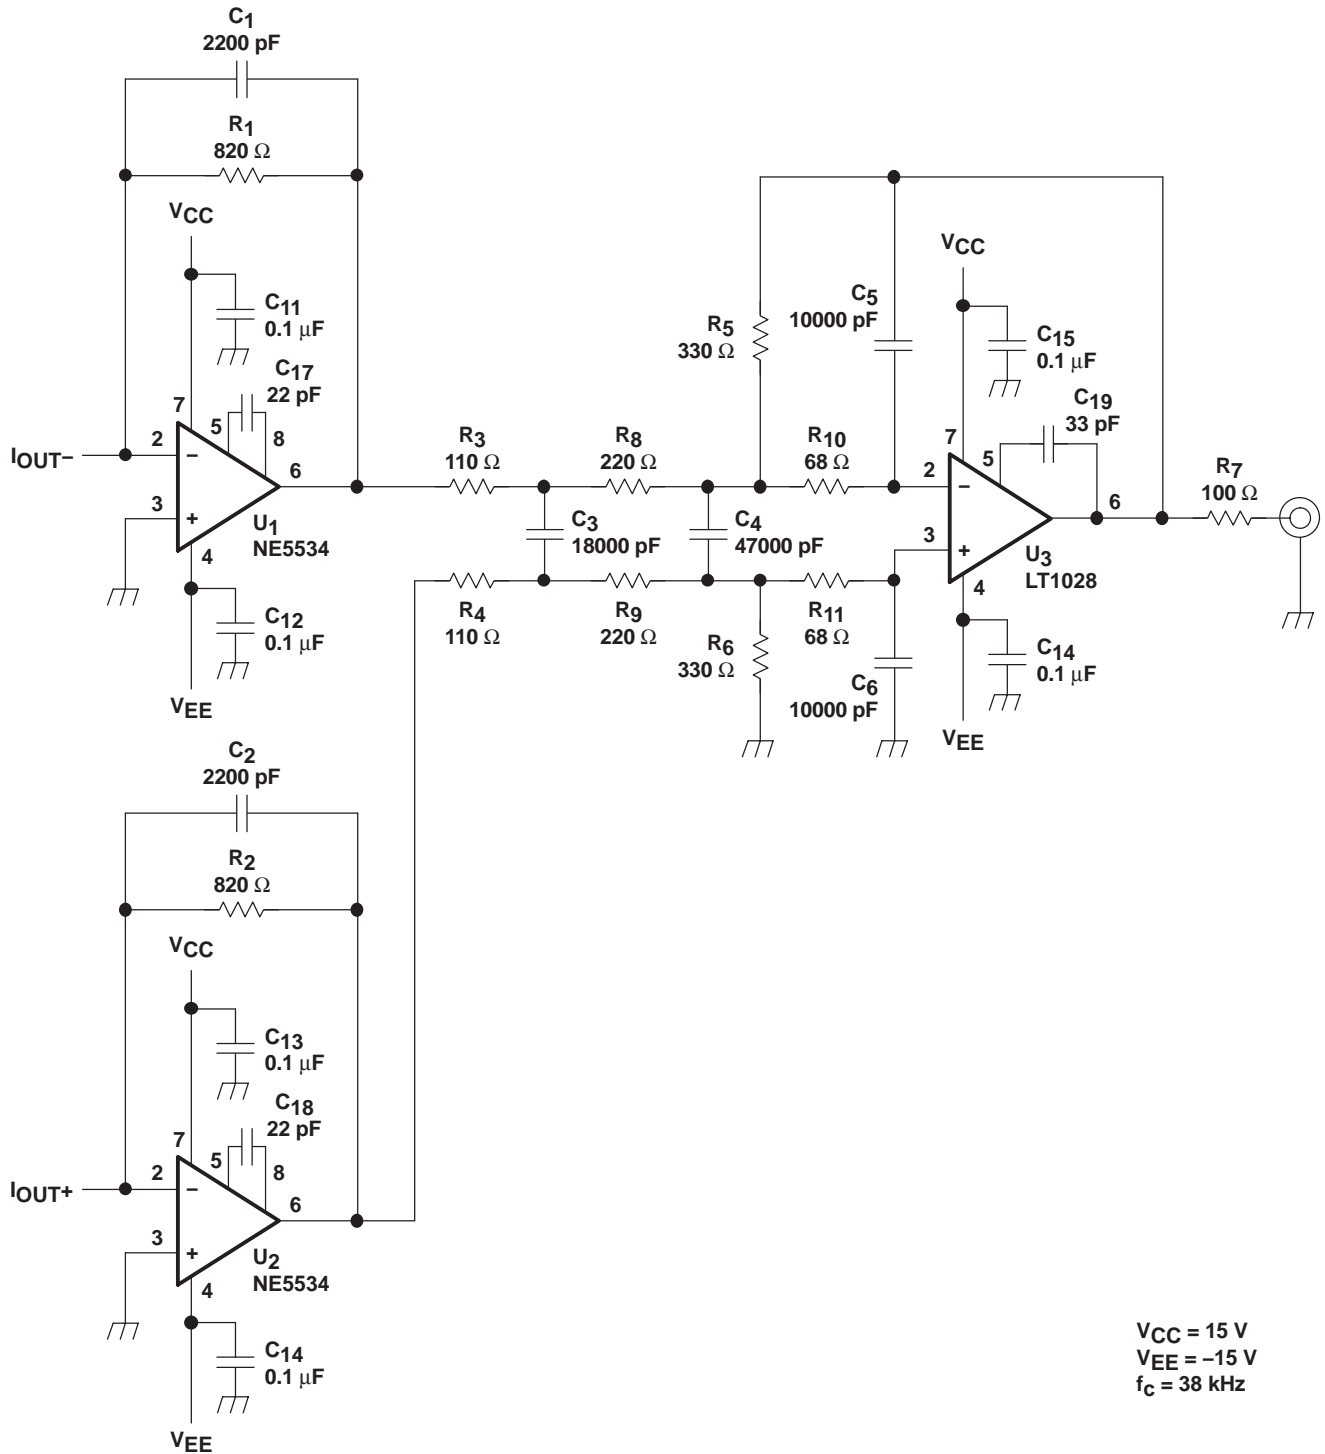 C1
2200 pF
R1
820 Ω
VCC
C11
0.1 μF
C17
22 pF
7
5
8
2
–
6
IOUT–
3
+
4
U1
NE5534
C12
0.1 μF
VEE
R3
110 Ω
R8
220 Ω
R10
68 Ω
C3
18000 pF
C4
47000 pF
R4
110 Ω
R9
220 Ω
R11
68 Ω
R5
330 Ω
C5
10000 pF
R6
330 Ω
C6
10000 pF
VCC
C15
0.1 μF
C19
33 pF
7
5
2
–
6
3
+
4
U3
LT1028
R7
100 Ω
C14
0.1 μF
VEE
C2
2200 pF
R2
820 Ω
VCC
C13
0.1 μF
C18
22 pF
7
5
8
2
–
6
IOUT+
3
+
4
U2
NE5534
C14
0.1 μF
VEE
VCC = 15 V
VEE = –15 V
fc = 38 kHz